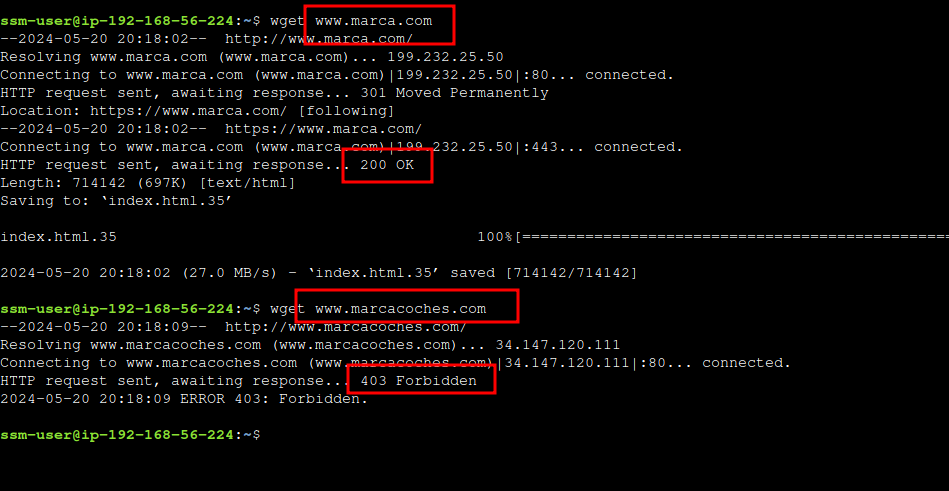 ssm-user@ip-192-168-56-224:~$ wget www.marca.com
--2024-05-20 20:18:02--  http://www.marca.com/
Resolving www.marca.com (www.marca.com)... 199.232.25.50
Connecting to www.marca.com (www.marca.com)|199.232.25.50|:80... connected.
HTTP request sent, awaiting response... 301 Moved Permanently
Location: https://www.marca.com/ [following]
--2024-05-20 20:18:02--  https://www.marca.com/
Connecting to www.marca.com (www.marca.com)|199.232.25.50|:443... connected.
HTTP request sent, awaiting response... 200 OK
Length: 714142 (697K) [text/html]
Saving to: ‘index.html.35’
index.html.35 100%[================================================
2024-05-20 20:18:02 (27.0 MB/s) - ‘index.html.35’ saved [714142/714142]
ssm-user@ip-192-168-56-224:~$ wget www.marcacoches.com
--2024-05-20 20:18:09--  http://www.marcacoches.com/
Resolving www.marcacoches.com (www.marcacoches.com)... 34.147.120.111
Connecting to www.marcacoches.com (www.marcacoches.com)|34.147.120.111|:80... connected.
HTTP request sent, awaiting response... 403 Forbidden
2024-05-20 20:18:09 ERROR 403: Forbidden.
ssm-user@ip-192-168-56-224:~$